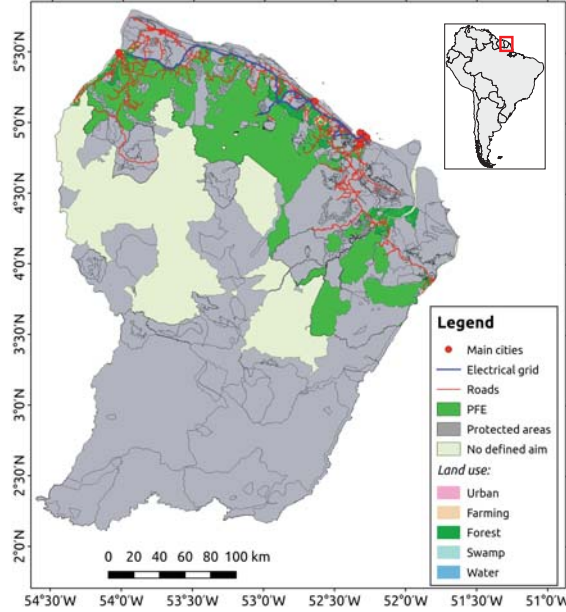 5°30'N
5°0'N
4°30'N
4°0'N
3°30'N
3°0'N
2°30'N
2°0'N
Legend
Main cities
Electrical grid
Roads
PFE
Protected areas
No defined aim
Land use:
Urban
Farming
Forest
Swamp
Water
0 20 40 60 80 100 km
54°30'W 54°0'W 53°30'W 53°0'W 52°30'W 52°0'W 51°30'W 51°0'W